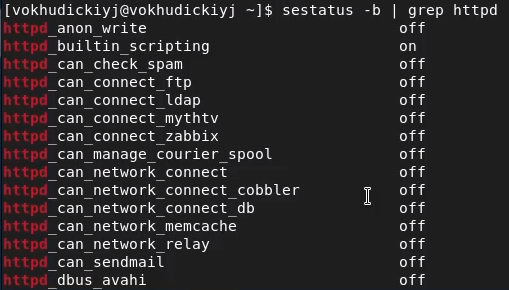 [vokhudickiyj@vokhudickiyj ~]$ sestatus -b | grep httpd
httpd_anon_write off
httpd_builtin_scripting on
httpd_can_check_spam off
httpd_can_connect_ftp off
httpd_can_connect_ldap off
httpd_can_connect_mythtv off
httpd_can_connect_zabbix off
httpd_can_manage_courier_spool off
httpd_can_network_connect off
httpd_can_network_connect_cobbler off
httpd_can_network_connect_db off
httpd_can_network_memcache off
httpd_can_network_relay off
httpd_can_sendmail off
httpd_dbus_avahi off